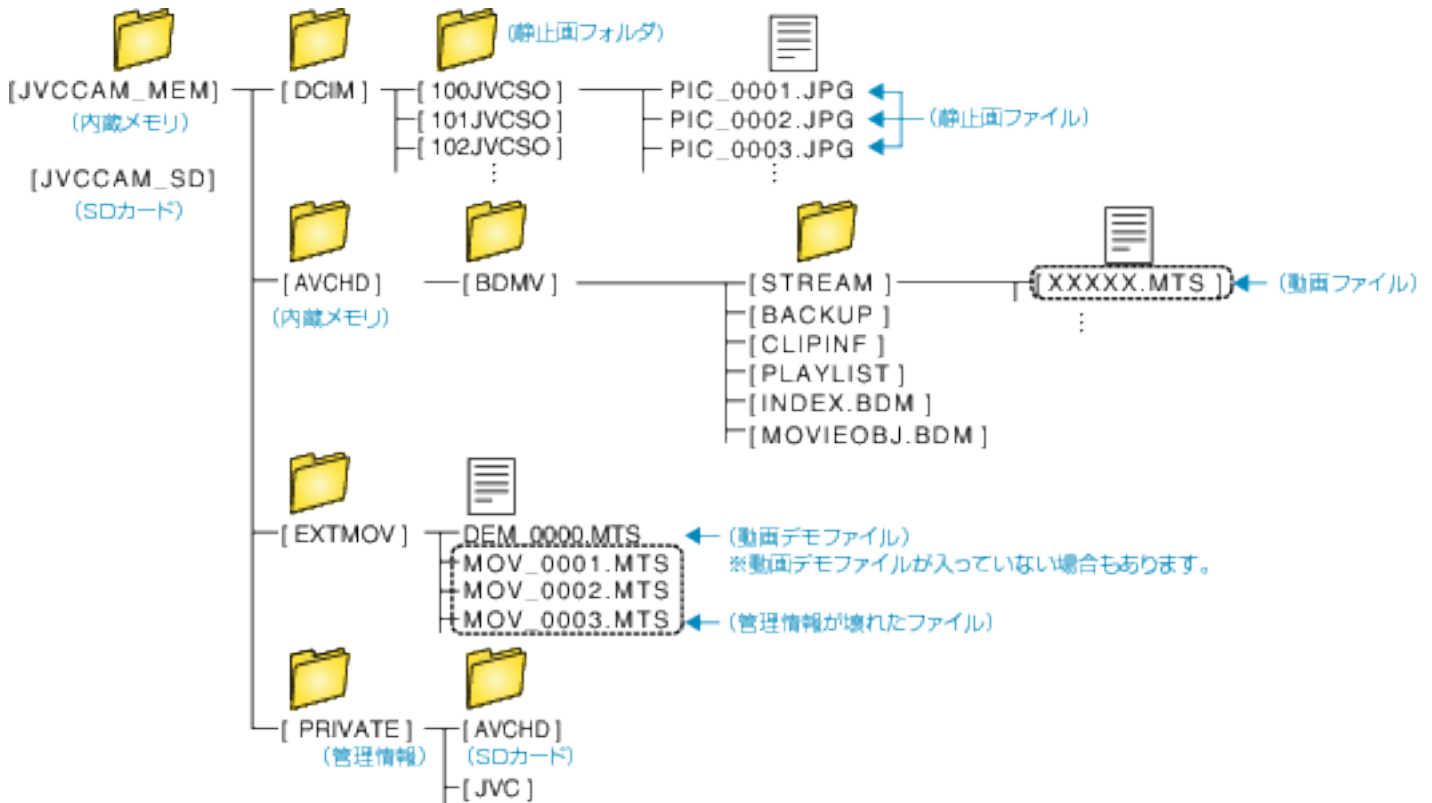 (静止画フォルダ)
[JVCCAM_MEM] [DCIM] [100JVCSO] PIC_0001.JPG
(内蔵メモリ) [101JVCSO] PIC_0002.JPG (静止画ファイル)
[102JVCSO] PIC_0003.JPG
[JVCCAM_SD]
(SDカード)
[AVCHD] [BDMV] [STREAM] [XXXXX.MTS] (動画ファイル)
(内蔵メモリ) [BACKUP]
[CLIPINF]
[PLAYLIST]
[INDEX.BDM]
[MOVIEOBJ.BDM]
[EXTMOV] DEM_0000.MTS (動画デモファイル)
MOV_0001.MTS ※動画デモファイルが入っていない場合もあります。
MOV_0002.MTS
MOV_0003.MTS (管理情報が壊れたファイル)
[PRIVATE] [AVCHD]
(管理情報) (SDカード)
[JVC]